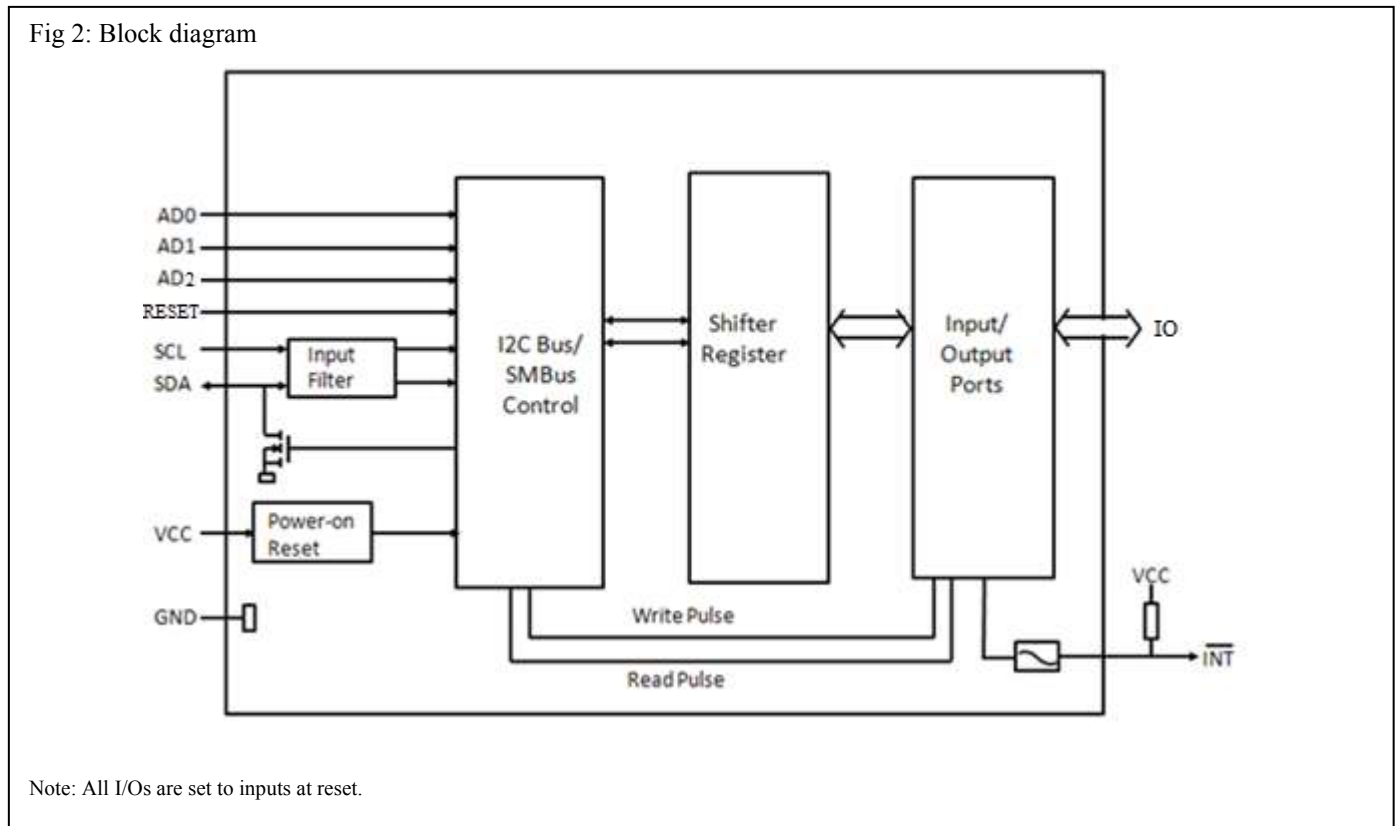 Fig 2: Block diagram
AD0
AD1
AD2
RESET
SCL
SDA
Input
Filter
VCC
Power-on
Reset
GND
I2C Bus/
SMBus
Control
Shifter
Register
Input/
Output
Ports
IO
Write Pulse
Read Pulse
VCC
INT
Note: All I/Os are set to inputs at reset.